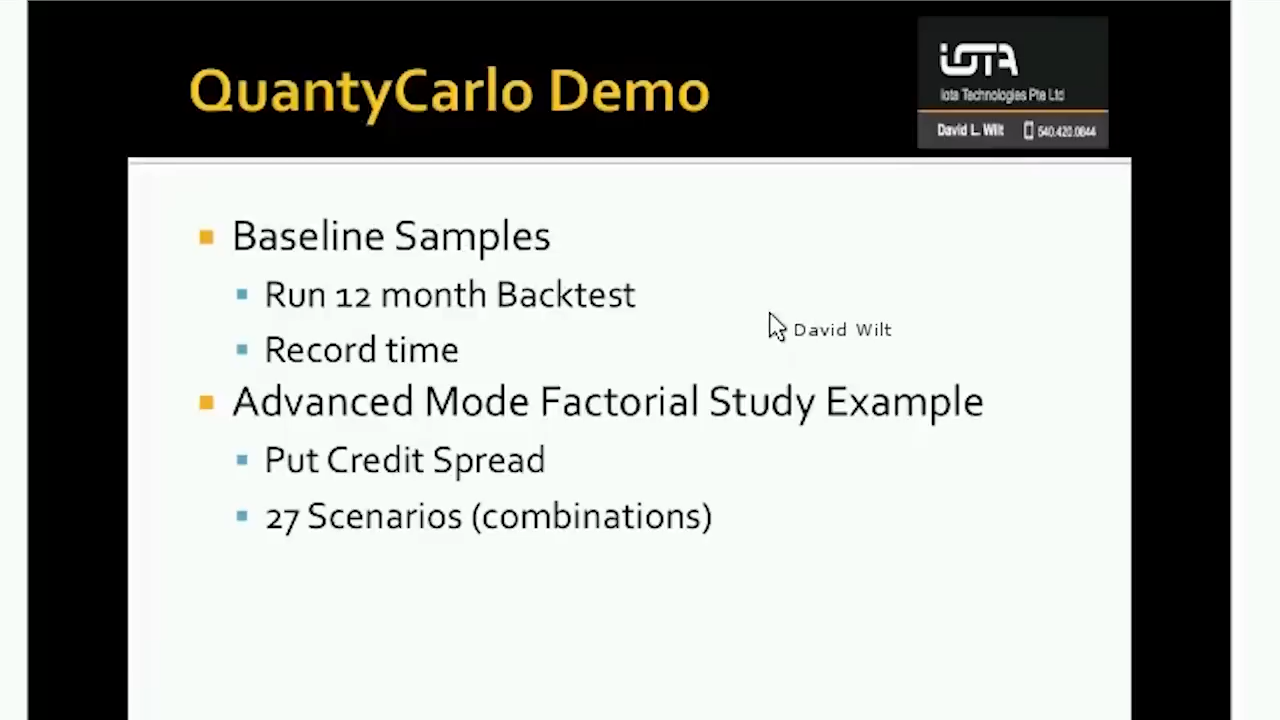 QuantyCarlo Demo
iOTA
Iota Technologies Pte Ltd
David L. Wilt 540.420.0844
Baseline Samples
Run 12 month Backtest
David Wilt
Record time
Advanced Mode Factorial Study Example
Put Credit Spread
27 Scenarios (combinations)